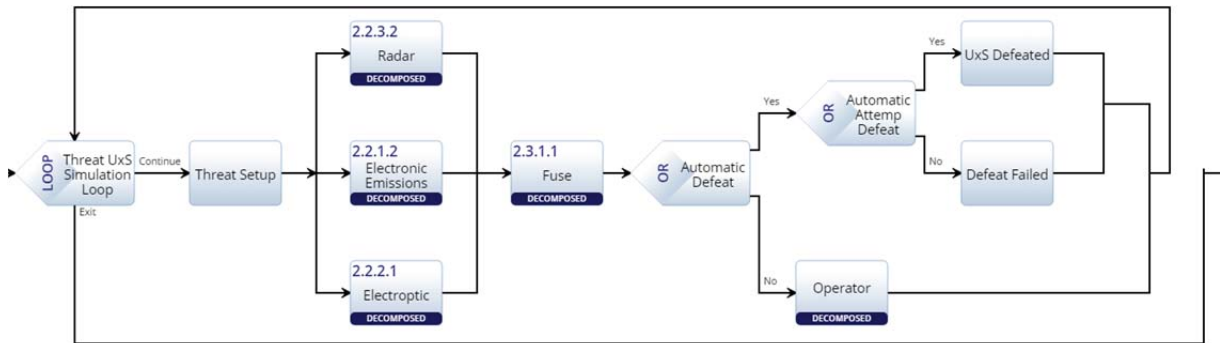 2.2.3.2
Radar
DECOMPOSED
Yes
UxS Defeated
LOOP
Threat UxS
Simulation
Loop
Continue
Exit
Threat Setup
2.2.1.2
Electronic
Emissions
DECOMPOSED
2.3.1.1
Fuse
DECOMPOSED
OR
Automatic
Defeat
Yes
OR
Automatic
Attemp
Defeat
No
Defeat Failed
2.2.2.1
Electroptic
DECOMPOSED
No
Operator
DECOMPOSED